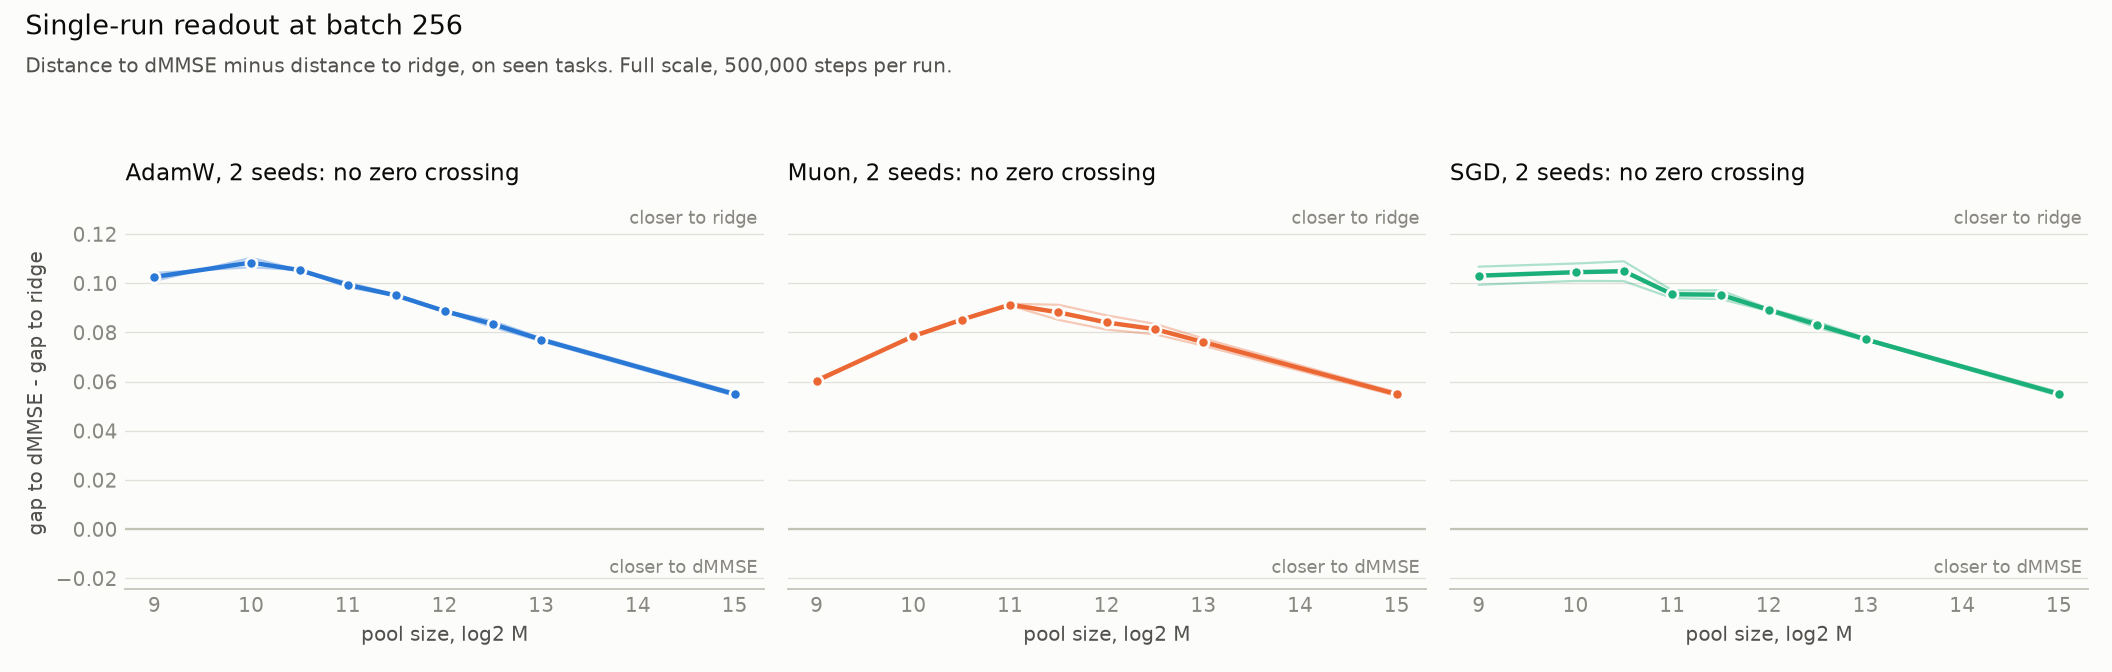 Single-run readout at batch 256
Distance to dMMSE minus distance to ridge, on seen tasks. Full scale, 500,000 steps per run.
AdamW, 2 seeds: no zero crossing
Muon, 2 seeds: no zero crossing
SGD, 2 seeds: no zero crossing
closer to ridge
closer to ridge
closer to ridge
gap to dMMSE - gap to ridge
0.12
0.10
0.08
0.06
0.04
0.02
0.00
−0.02
closer to dMMSE
closer to dMMSE
closer to dMMSE
9 10 11 12 13 14 15
9 10 11 12 13 14 15
9 10 11 12 13 14 15
pool size, log2 M
pool size, log2 M
pool size, log2 M